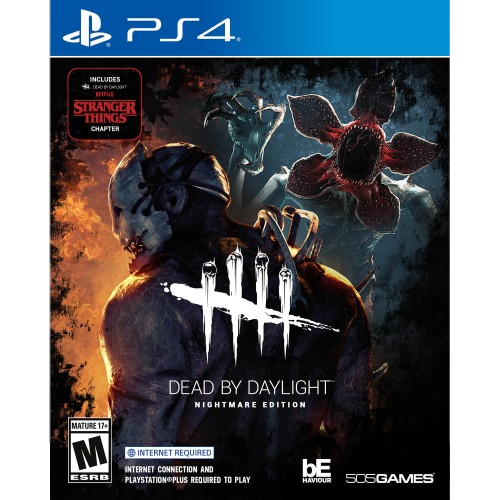 PS4
INCLUDES
DEAD BY DAYLIGHT
NETFLIX
STRANGER
THINGS
CHAPTER
DEAD BY DAYLIGHT
NIGHTMARE EDITION
MATURE 17+
M
ESRB
INTERNET REQUIRED
INTERNET CONNECTION AND
PLAYSTATION®PLUS REQUIRED TO PLAY
bE
HAVIOUR
505GAMES